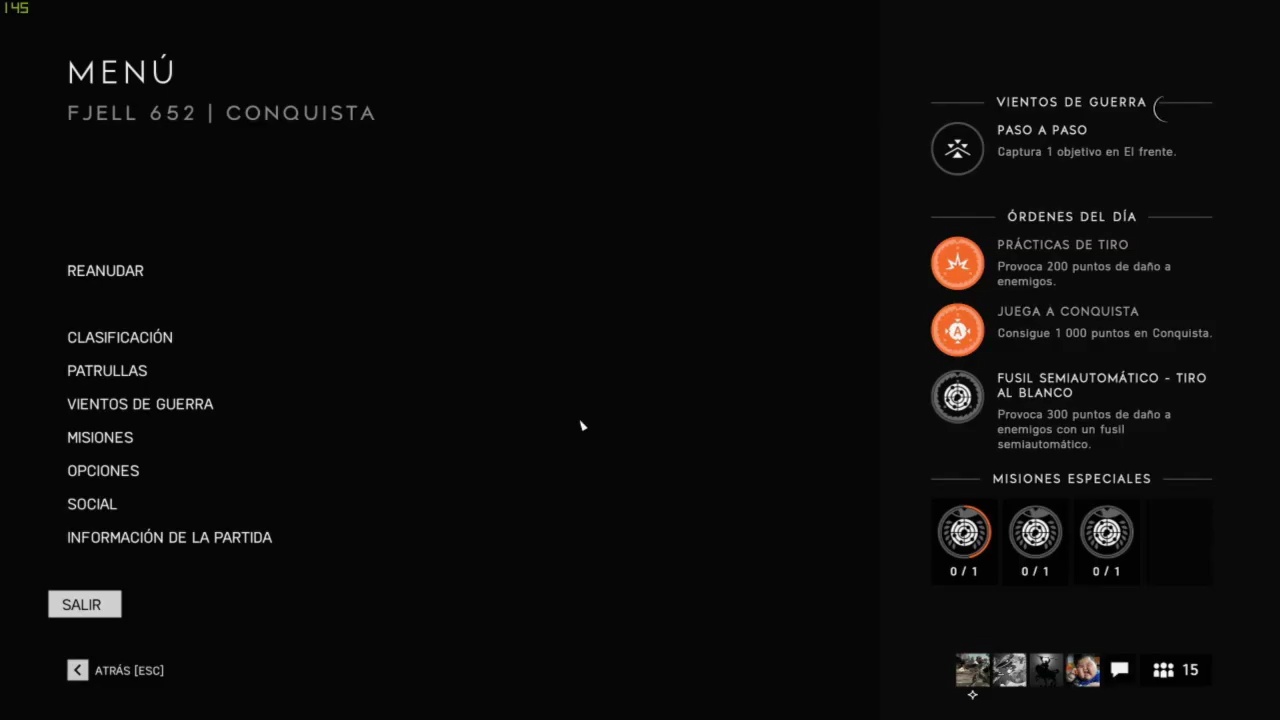 145
MENÚ
FJELL 652 | CONQUISTA
REANUDAR
CLASIFICACIÓN
PATRULLAS
VIENTOS DE GUERRA
MISIONES
OPCIONES
SOCIAL
INFORMACIÓN DE LA PARTIDA
SALIR
ATRÁS [ESC]
VIENTOS DE GUERRA
PASO A PASO
Captura 1 objetivo en El frente.
ÓRDENES DEL DÍA
PRÁCTICAS DE TIRO
Provoca 200 puntos de daño a
enemigos.
JUEGA A CONQUISTA
A
Consigue 1 000 puntos en Conquista.
FUSIL SEMIAUTOMÁTICO - TIRO
AL BLANCO
Provoca 300 puntos de daño a
enemigos con un fusil
semiautomático.
MISIONES ESPECIALES
0 / 1 0 / 1 0 / 1
15